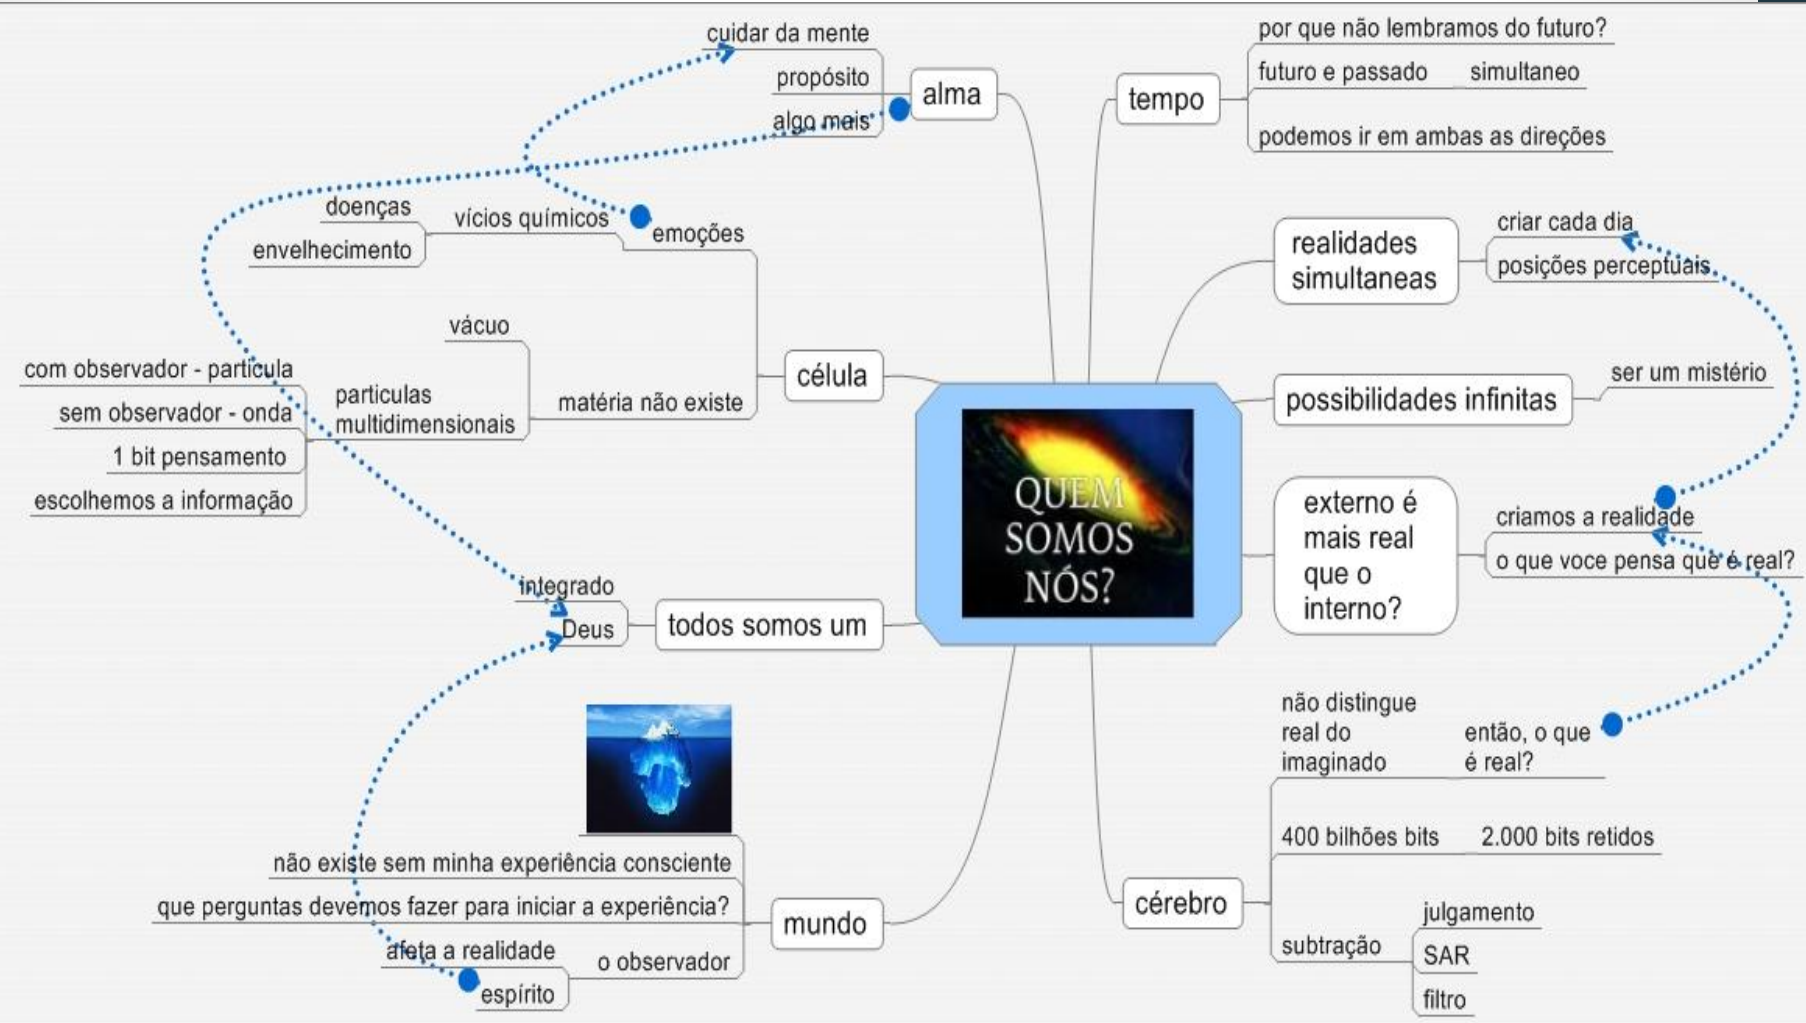 cuidar da mente
propósito
algo mais
alma
tempo
por que não lembramos do futuro?
futuro e passado
simultaneo
podemos ir em ambas as direções
doenças
envelhecimento
vícios químicos
emoções
vácuo
com observador - particula
sem observador - onda
1 bit pensamento
escolhemos a informação
particulas
multidimensionais
matéria não existe
célula
realidades
simultaneas
criar cada dia
posições perceptuais
possibilidades infinitas
ser um mistério
QUEM
SOMOS
NÓS?
externo é
mais real
que o
interno?
criamos a realidade
o que voce pensa que é real?
integrado
Deus
todos somos um
não existe sem minha experiência consciente
que perguntas devemos fazer para iniciar a experiência?
afeta a realidade
espírito
o observador
mundo
cérebro
não distingue
real do
imaginado
então, o que
é real?
400 bilhões bits
2.000 bits retidos
subtração
julgamento
SAR
filtro